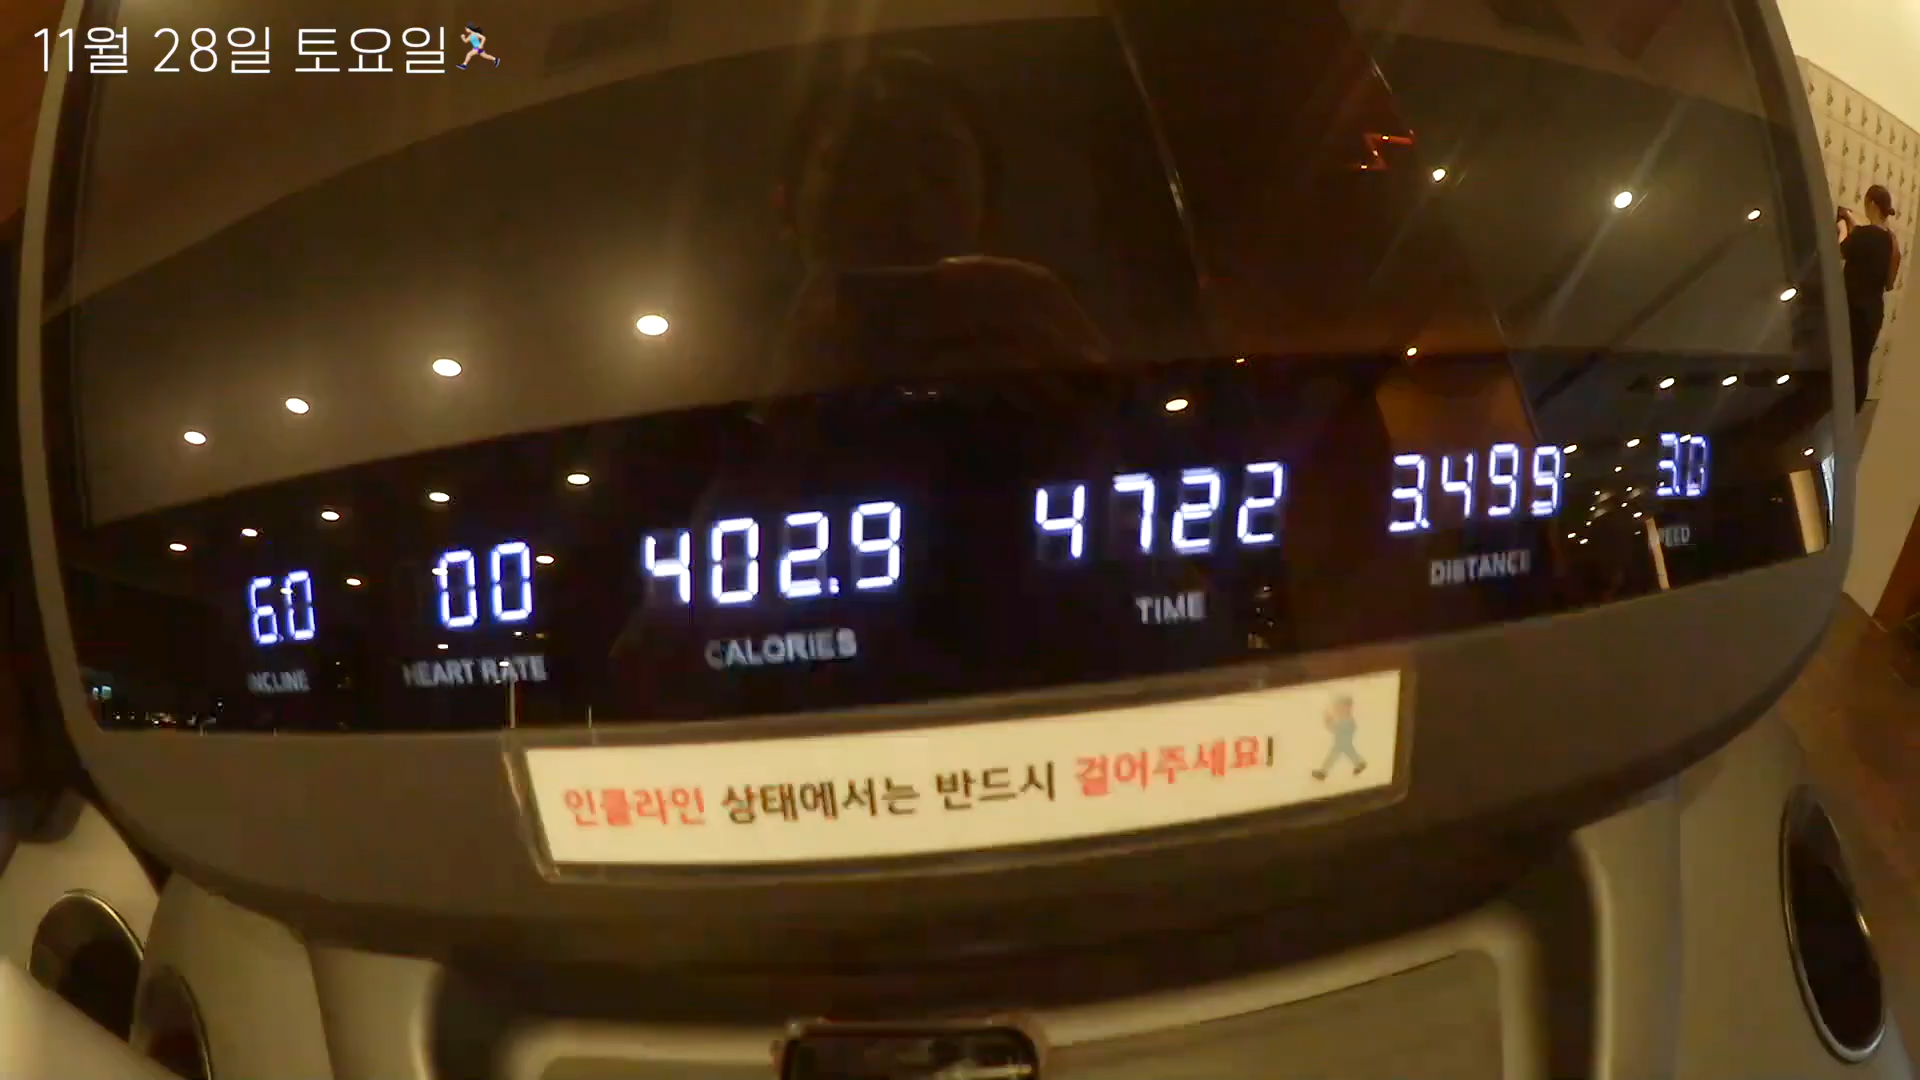 11월 28일 토요일
6.0 00 402.9 4722 3.499 3.0
INCLINE HEART RATE CALORIES TIME DISTANCE SPEED
인클라인 상태에서는 반드시 걸어주세요!